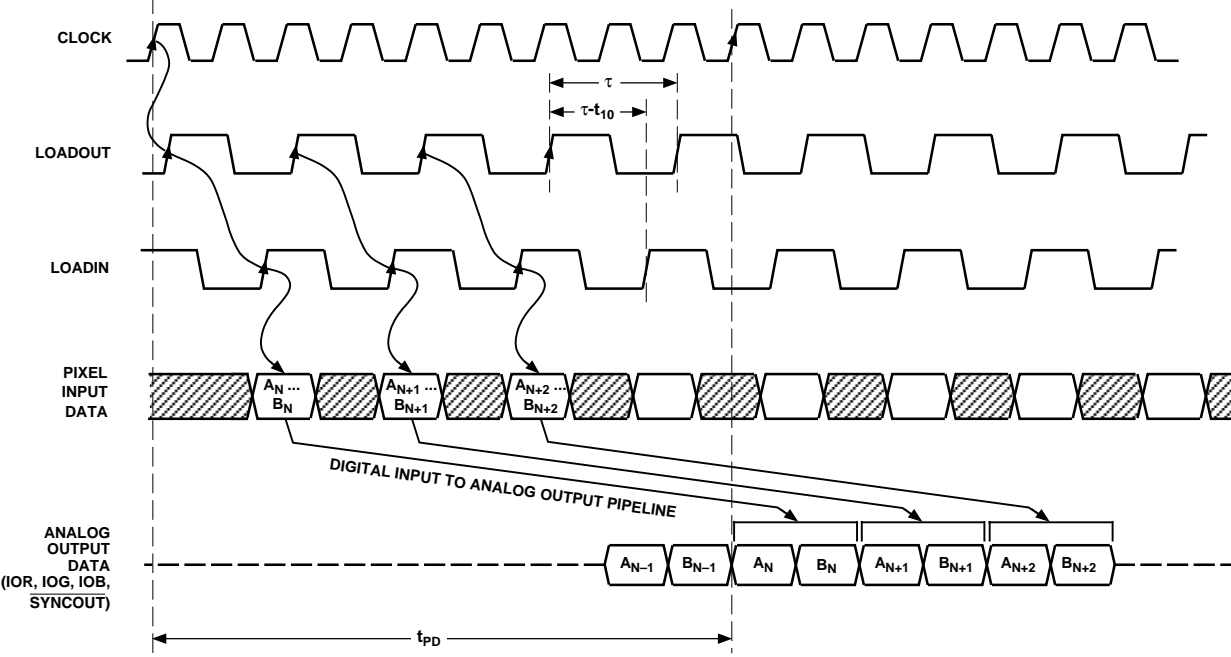 CLOCK
τ
τ-t10
LOADOUT
LOADIN
PIXEL
INPUT
DATA
AN ...
BN
AN+1 ...
BN+1
AN+2 ...
BN+2
DIGITAL INPUT TO ANALOG OUTPUT PIPELINE
ANALOG
OUTPUT
DATA
(IOR, IOG, IOB,
SYNCOUT)
AN–1
BN–1
AN
BN
AN+1
BN+1
AN+2
BN+2
tPD